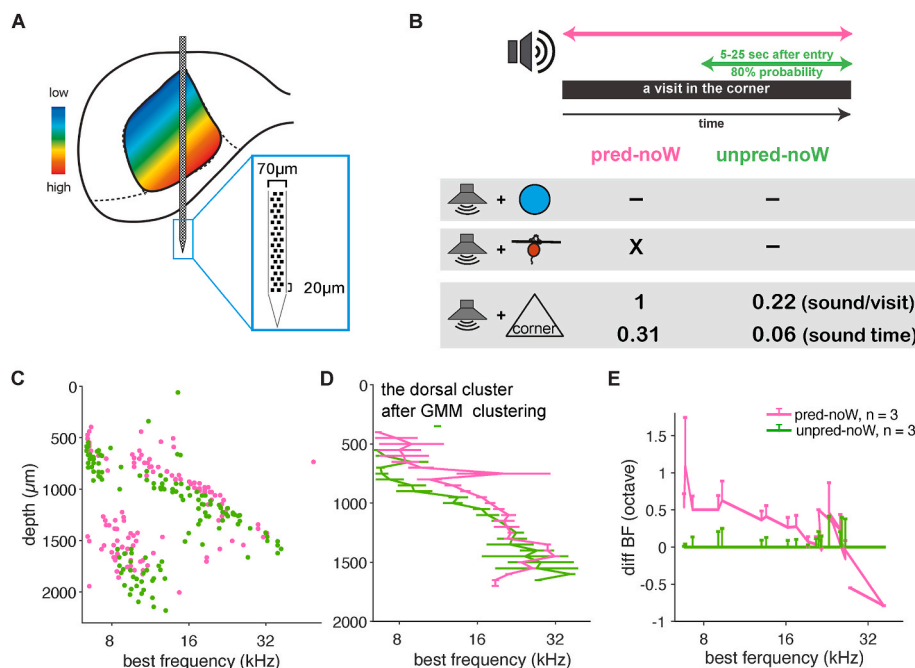 A
low
high
70µm
20µm
B
5-25 sec after entry
80% probability
a visit in the corner
time
pred-noW unpred-noW
+ – –
+ X –
+ corner 1 0.22 (sound/visit)
0.31 0.06 (sound time)
C
0
500
1000
1500
2000
depth (µm)
8 16 32
best frequency (kHz)
D
the dorsal cluster
after GMM clustering
0
500
1000
1500
2000
8 16 32
best frequency (kHz)
E
pred-noW, n = 3
unpred-noW, n = 3
1.5
1
0.5
0
-0.5
-1
diff BF (octave)
8 16 32
best ferquency (kHz)